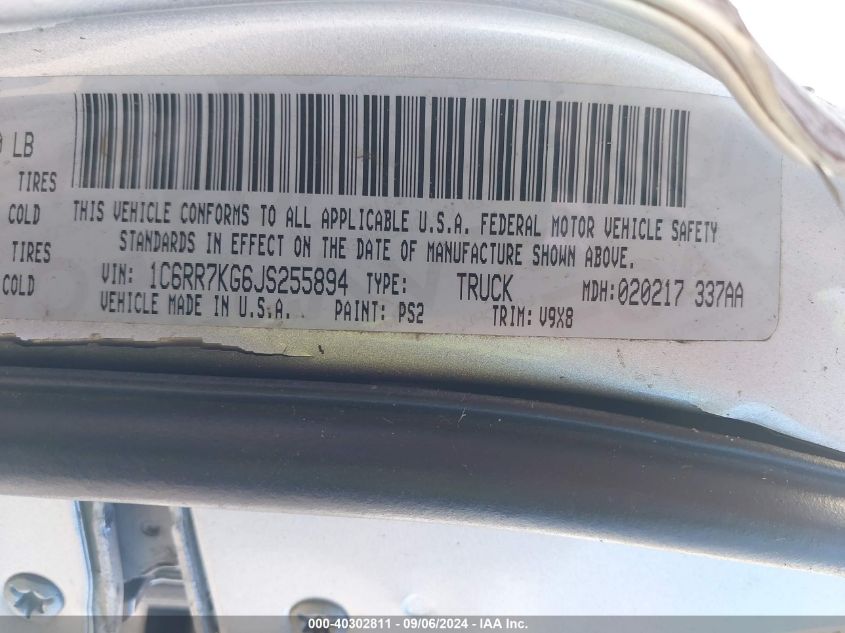 LB
TIRES
COLD
TIRES
COLD
THIS VEHICLE CONFORMS TO ALL APPLICABLE U.S.A. FEDERAL MOTOR VEHICLE SAFETY
STANDARDS IN EFFECT ON THE DATE OF MANUFACTURE SHOWN ABOVE.
VIN: 1C6RR7KG6JS255894 TYPE: TRUCK MDH:020217 337AA
VEHICLE MADE IN U.S.A. PAINT: PS2 TRIM: V9X8
000-40302811 - 09/06/2024 - IAA Inc.